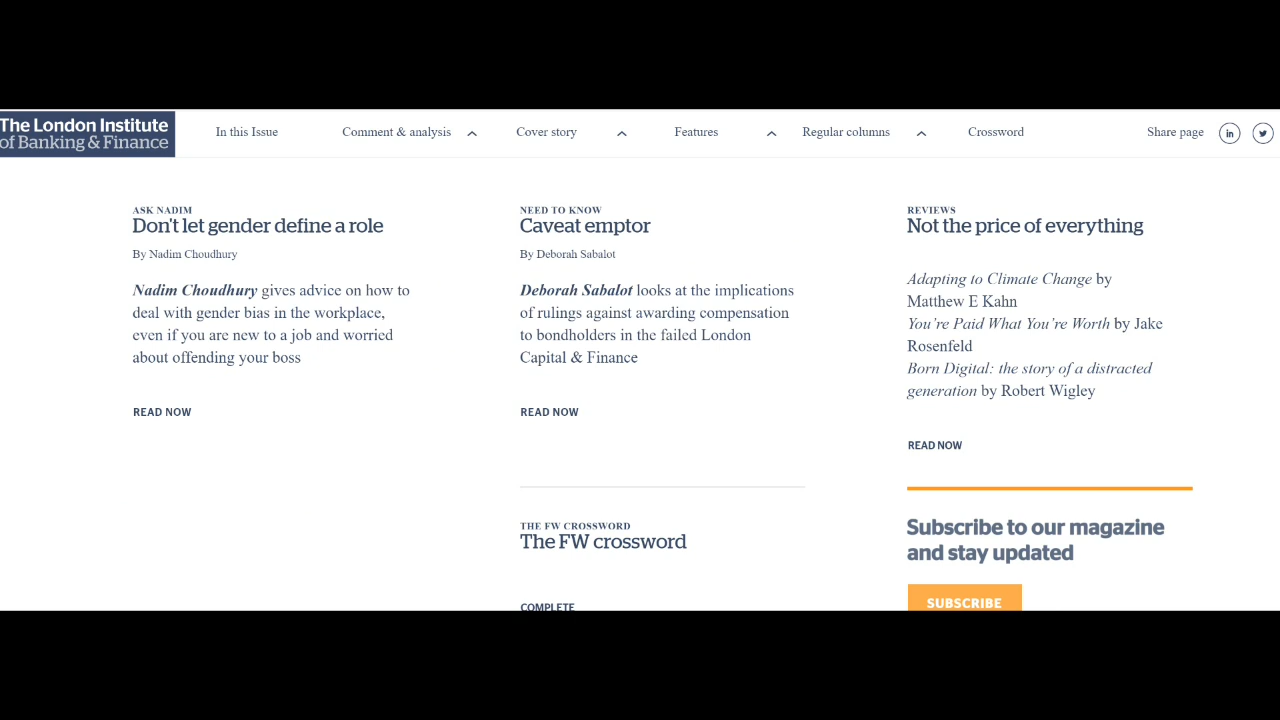 The London Institute
of Banking & Finance
In this Issue
Comment & analysis
Cover story
Features
Regular columns
Crossword
Share page
in
ASK NADIM
Don't let gender define a role
By Nadim Choudhury
Nadim Choudhury gives advice on how to
deal with gender bias in the workplace,
even if you are new to a job and worried
about offending your boss
READ NOW
NEED TO KNOW
Caveat emptor
By Deborah Sabalot
Deborah Sabalot looks at the implications
of rulings against awarding compensation
to bondholders in the failed London
Capital & Finance
READ NOW
THE FW CROSSWORD
The FW crossword
COMPLETE
REVIEWS
Not the price of everything
Adapting to Climate Change by
Matthew E Kahn
You're Paid What You're Worth by Jake
Rosenfeld
Born Digital: the story of a distracted
generation by Robert Wigley
READ NOW
Subscribe to our magazine
and stay updated
SUBSCRIBE